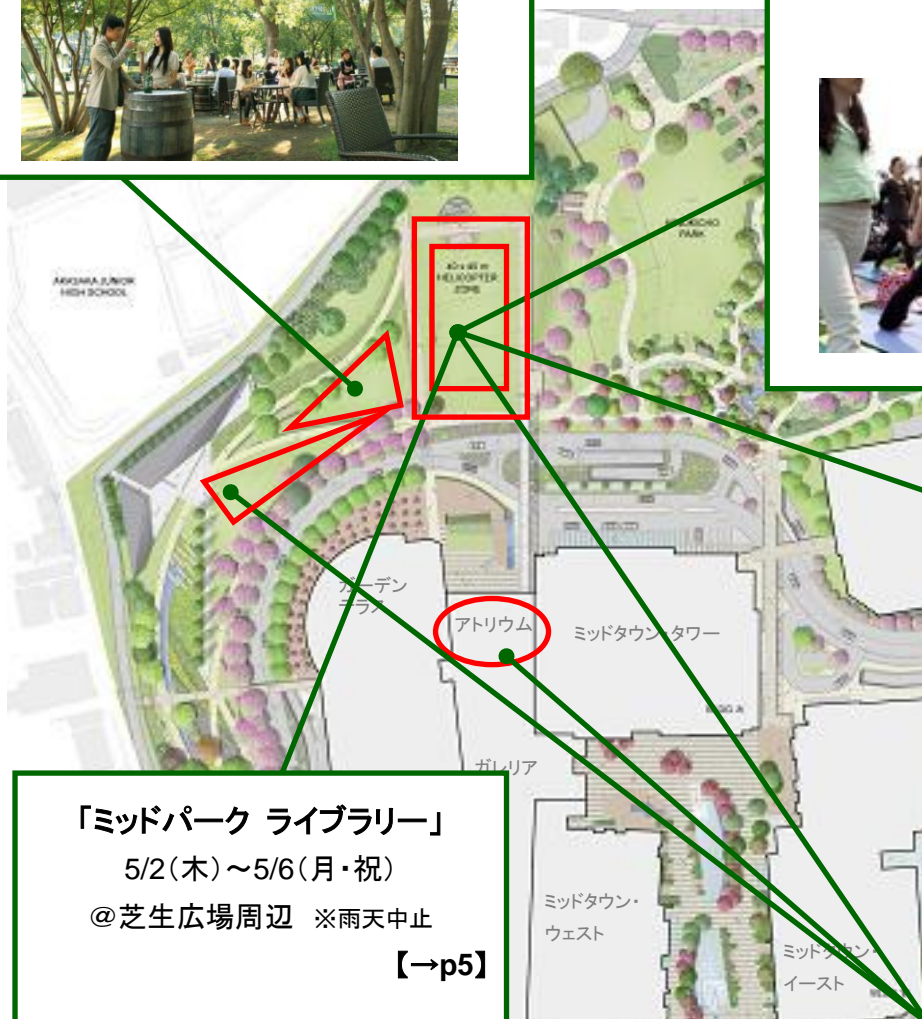 AKASAKA JUNIOR
HIGH SCHOOL
40 x 45 m
HELICOPTER
ZONE
PARK
ガーデン
テラス
アトリウム
ミッドタウン・タワー
ガレリア
「ミッドパーク ライブラリー」
5/2(木)~5/6(月・祝)
@芝生広場周辺 ※雨天中止
【→p5】
ミッドタウン・
ウェスト
ミッドタウン・
イースト